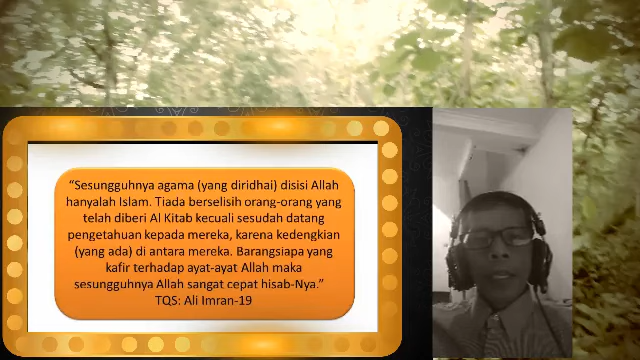 “Sesungguhnya agama (yang diridhai) disisi Allah
hanyalah Islam. Tiada berselisih orang-orang yang
telah diberi Al Kitab kecuali sesudah datang
pengetahuan kepada mereka, karena kedengkian
(yang ada) di antara mereka. Barangsiapa yang
kafir terhadap ayat-ayat Allah maka
sesungguhnya Allah sangat cepat hisab-Nya.”
TQS: Ali Imran-19